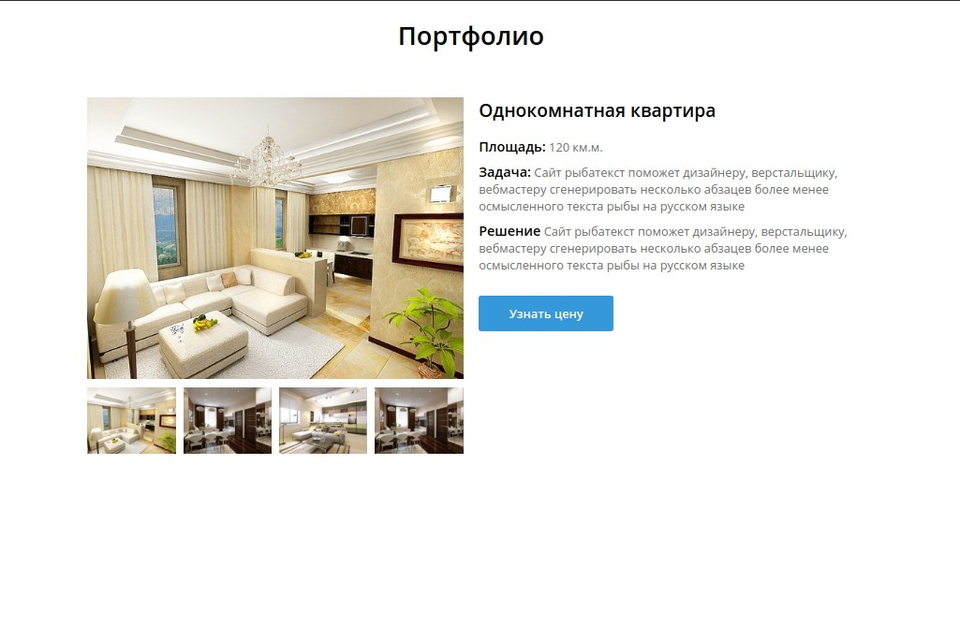 Портфолио
Однокомнатная квартира
Площадь: 120 км.м.
Задача: Сайт рыбатекст поможет дизайнеру, верстальщику,
вебмастеру сгенерировать несколько абзацев более менее
осмысленного текста рыбы на русском языке
Решение Сайт рыбатекст поможет дизайнеру, верстальщику,
вебмастеру сгенерировать несколько абзацев более менее
осмысленного текста рыбы на русском языке
Узнать цену